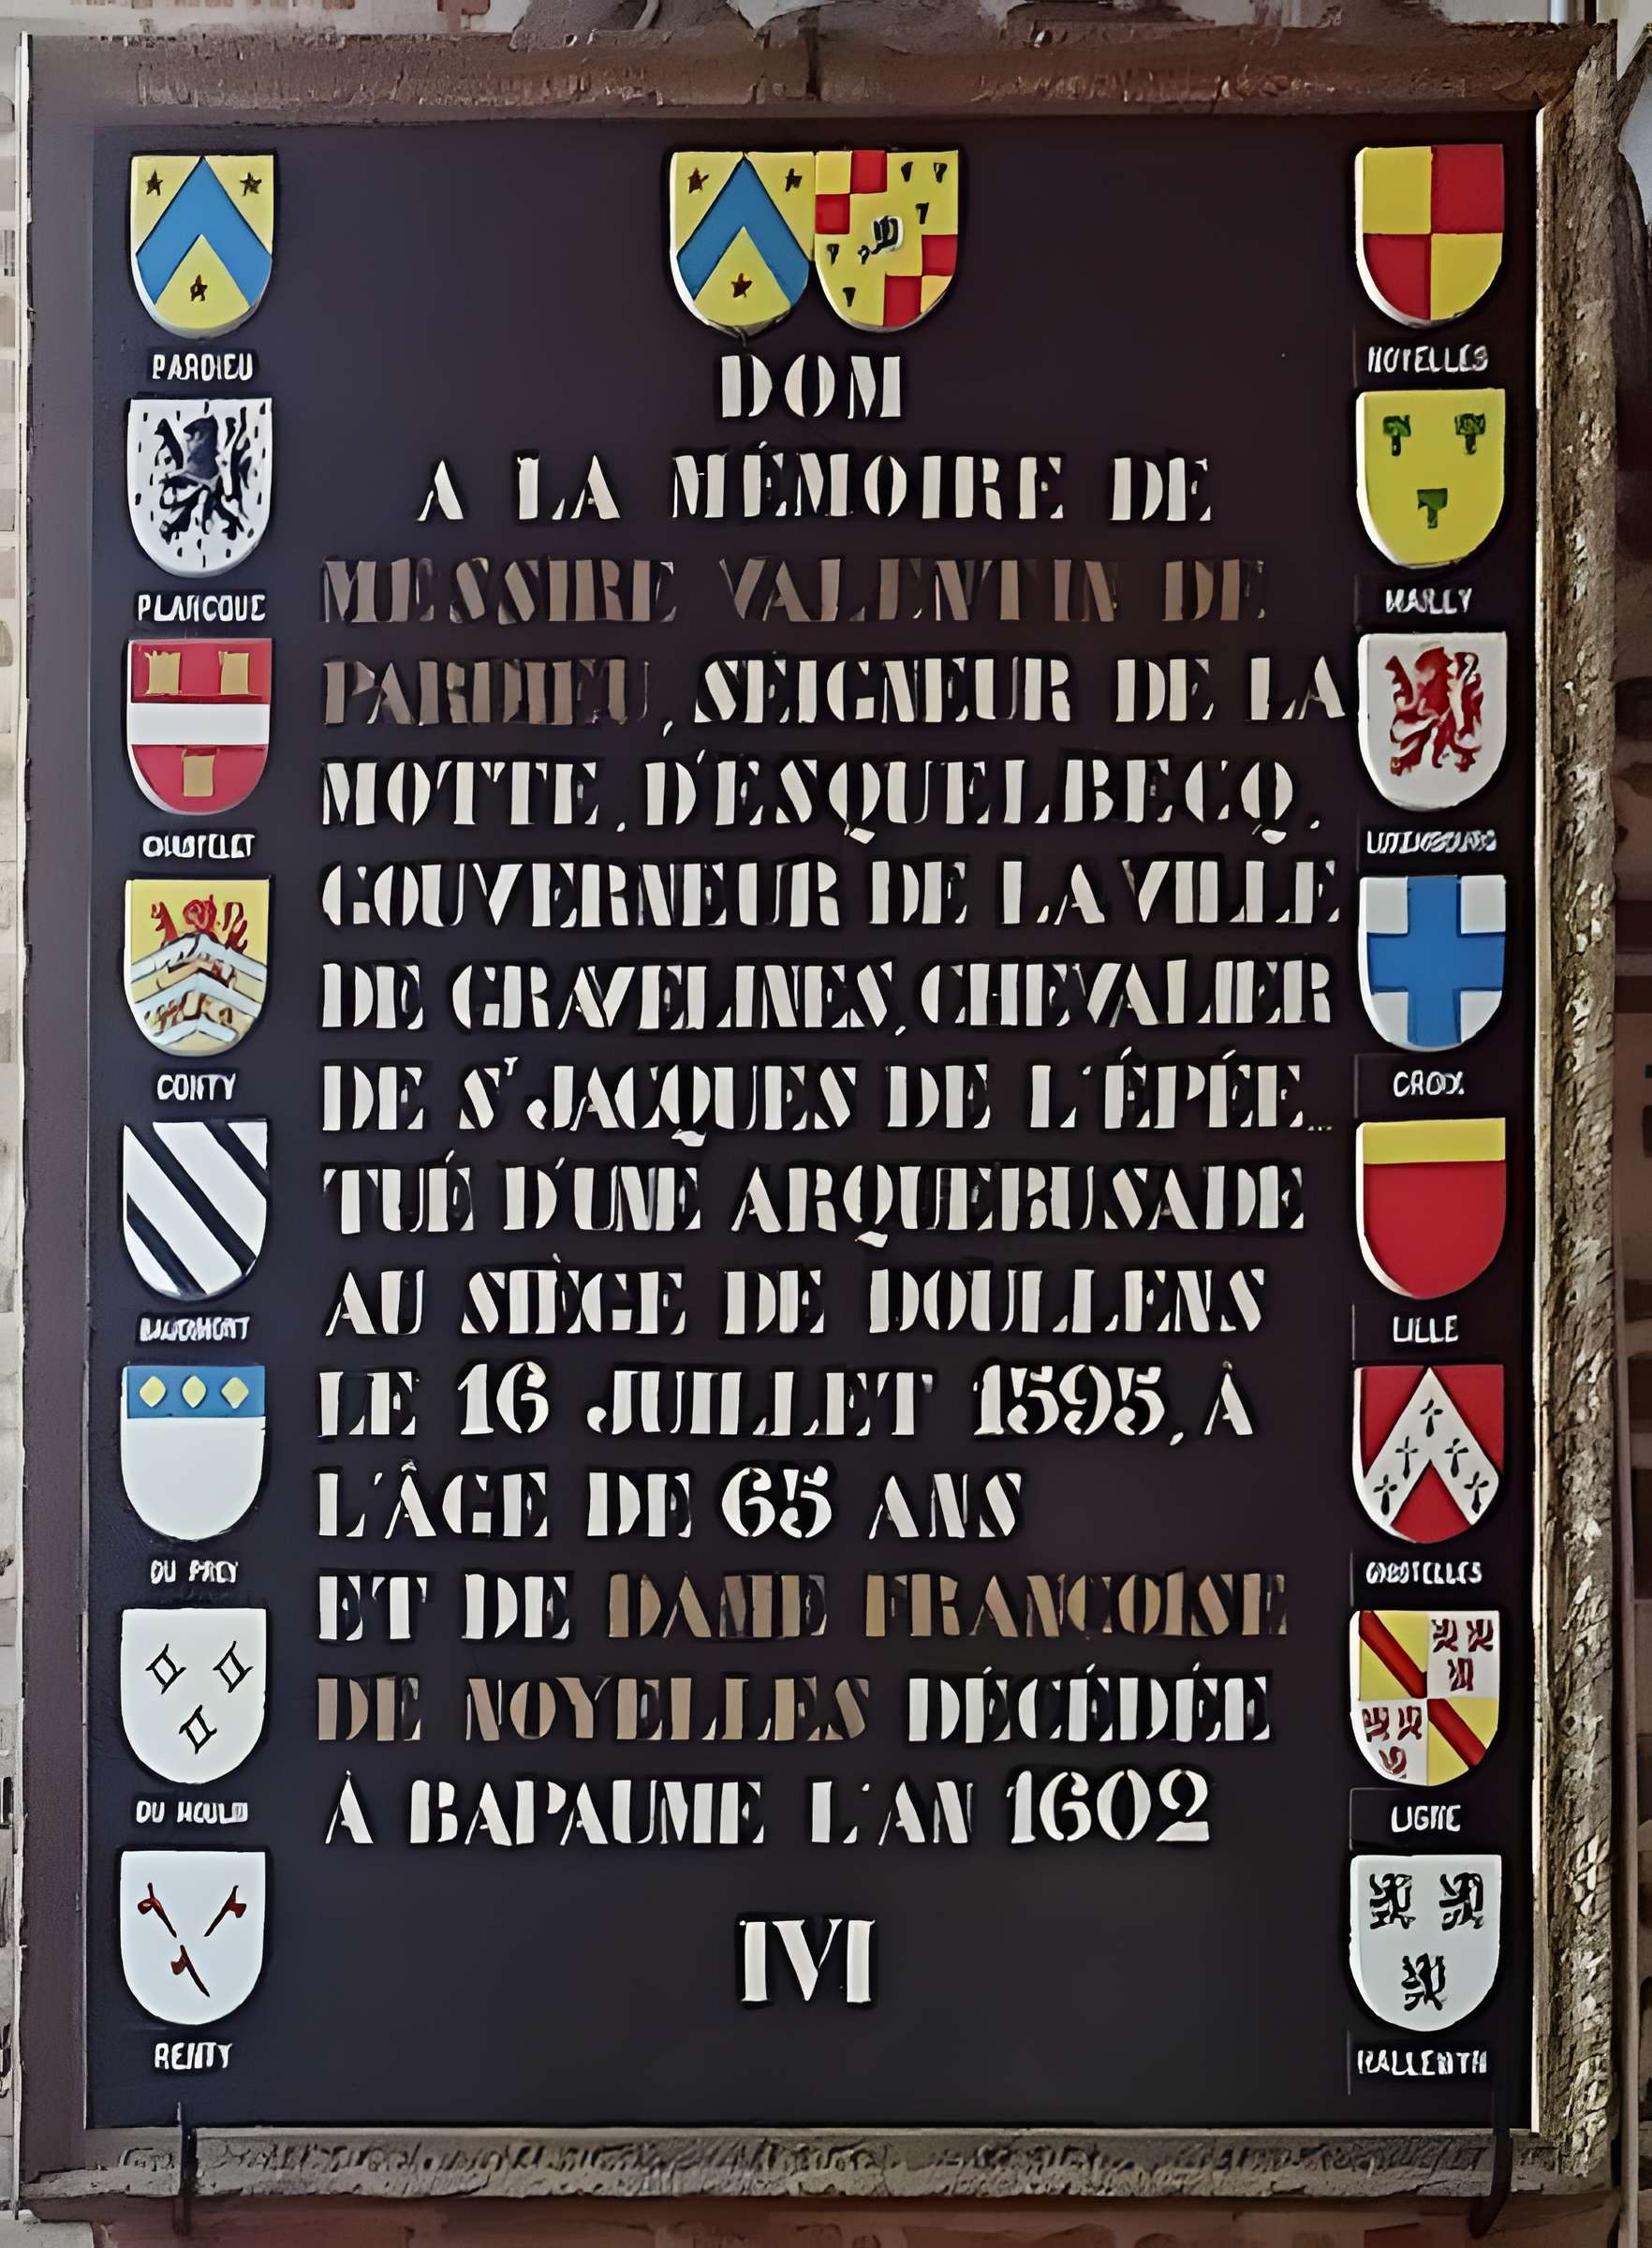 DOM
A LA MÉMOIRE DE
MESSIRE VALENTIN DE
PARDIEU, SEIGNEUR DE LA
MOTTE, D'ESQUELBECQ,
GOUVERNEUR DE LA VILLE
DE GRAVELINES, CHEVALIER
DE ST JACQUES DE L'ÉPÉE...
TUÉ D'UNE ARQUEBUSADE
AU SIÈGE DE DOULLENS
LE 16 JUILLET 1595, À
L'ÂGE DE 65 ANS
ET DE DAME FRANCOISE
DE NOYELLES DÉCÉDÉE
À BAPAUME L'AN 1602
IVI
PARDIEU
PLANCQUE
CONTY
DU
DU
RENTY
NOYELLES
MAILLY
LUXEMBOURG
CROIX
LILLE
LIGNE